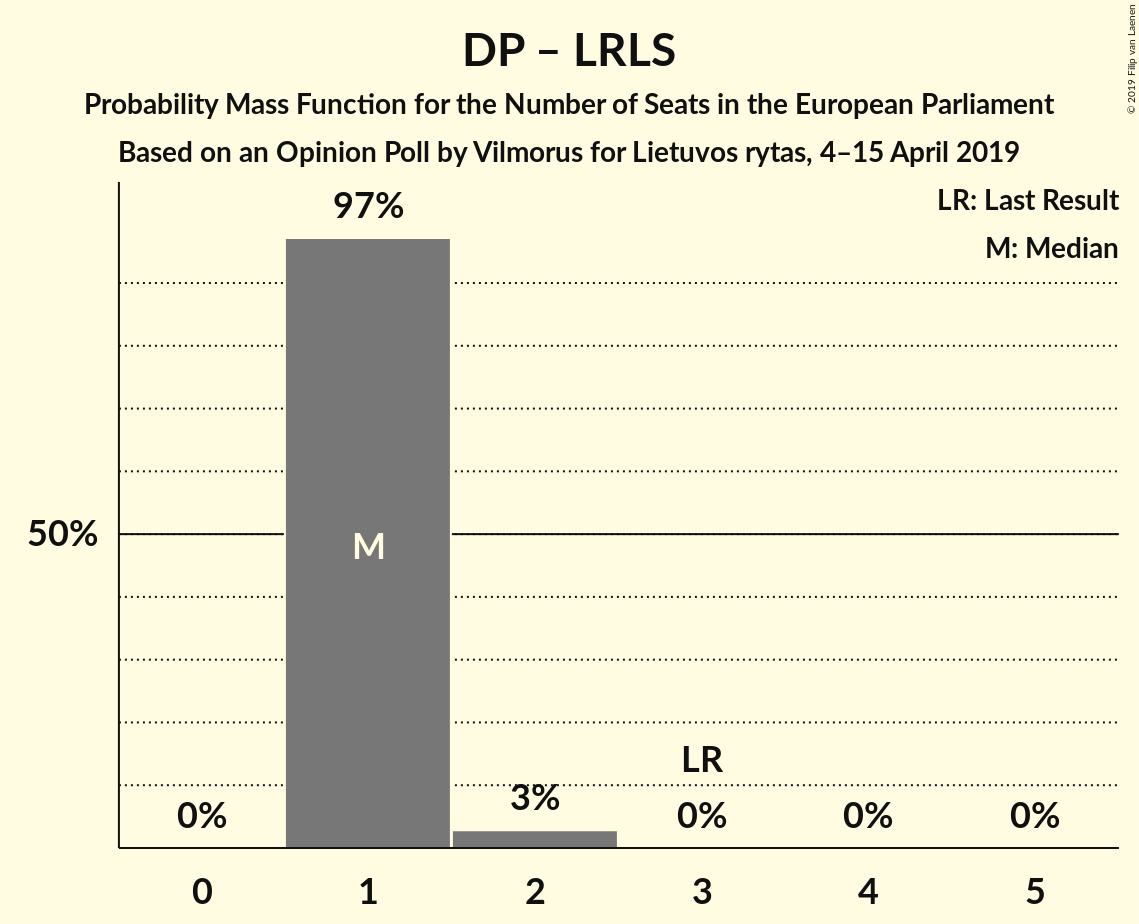 DP – LRLS
Probability Mass Function for the Number of Seats in the European Parliament
Based on an Opinion Poll by Vilmorus for Lietuvos rytas, 4–15 April 2019
© 2019 Filip van Laenen
LR: Last Result
M: Median
97%
50%
M
LR
0%
3%
0%
0%
0%
0
1
2
3
4
5